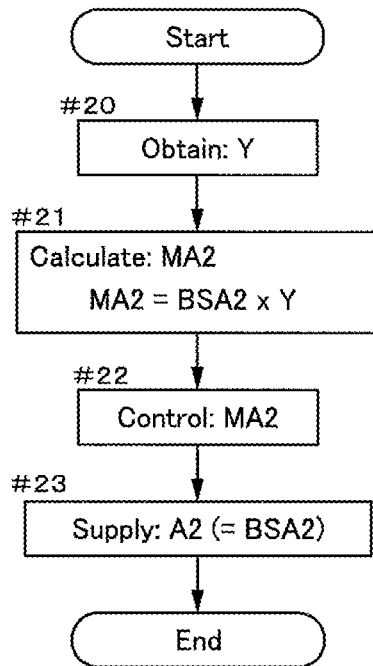 Start
#20
Obtain: Y
#21
Calculate: MA2
MA2 = BSA2 x Y
#22
Control: MA2
#23
Supply: A2 (= BSA2)
End